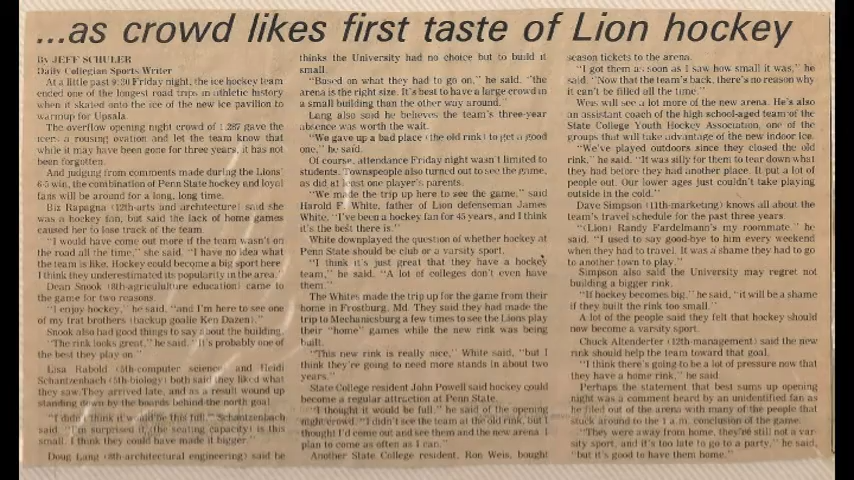 ...as crowd likes first taste of Lion hockey
By JEFF SCHULER
Daily Collegian Sports Writer
At a little past 9:30 Friday night, the ice hockey team
ended one of the longest road trips in athletic history
when it skated onto the ice of the new ice pavilion to
warmup for Upsala.
The overflow opening night crowd of 1,287 gave the
icers a rousing ovation and let the team know that
while it may have been gone for three years, it has not
been forgotten.
And judging from comments made during the Lions'
6-5 win, the combination of Penn State hockey and loyal
fans will be around for a long, long time.
Biz Rapagna (12th-arts and architecture) said she
was a hockey fan, but said the lack of home games
caused her to lose track of the team.
"I would have come out more if the team wasn't on
the road all the time," she said. "I have no idea what
the team is like. Hockey could become a big sport here.
I think they underestimated its popularity in the area."
Dean Snook (8th-agricultulture education) came to
the game for two reasons.
"I enjoy hockey," he said, "and I'm here to see one
of my frat brothers (backup goalie Ken Dazen)."
Snook also had good things to say about the building.
"The rink looks great," he said. "It's probably one of
the best they play on."
Lisa Rabold (5th-computer science) and Heidi
Schantzenbach (5th-biology) both said they liked what
they saw. They arrived late, and as a result wound up
standing down by the boards behind the north goal.
"I didn't think it would be this full," Schantzenbach
said. "I'm surprised it (the seating capacity) is this
small. I think they could have made it bigger."
Doug Lang (8th-architectural engineering) said he
thinks the University had no choice but to build it
small.
"Based on what they had to go on," he said, "the
arena is the right size. It's best to have a large crowd in
a small building than the other way around."
Lang also said he believes the team's three-year
absence was worth the wait.
"We gave up a bad place (the old rink) to get a good
one," he said.
Of course, attendance Friday night wasn't limited to
students. Townspeople also turned out to see the game,
as did at least one player's parents.
"We made the trip up here to see the game," said
Harold F. White, father of Lion defenseman James
White. "I've been a hockey fan for 45 years, and I think
it's the best there is."
White downplayed the question of whether hockey at
Penn State should be club or a varsity sport.
"I think it's just great that they have a hockey
team," he said. "A lot of colleges don't even have
them."
The Whites made the trip up for the game from their
home in Frostburg, Md. They said they had made the
trip to Mechanicsburg a few times to see the Lions play
their "home" games while the new rink was being
built.
"This new rink is really nice," White said, "but I
think they're going to need more stands in about two
years."
State College resident John Powell said hockey could
become a regular attraction at Penn State.
"I thought it would be full," he said of the opening
night crowd. "I didn't see the team at the old rink, but I
thought I'd come out and see them and the new arena. I
plan to come as often as I can."
Another State College resident, Ron Weis, bought
season tickets to the arena.
"I got them as soon as I saw how small it was," he
said. "Now that the team's back, there's no reason why
it can't be filled all the time."
Weis will see a lot more of the new arena. He's also
an assistant coach of the high school-aged team of the
State College Youth Hockey Association, one of the
groups that will take advantage of the new indoor ice.
"We've played outdoors since they closed the old
rink," he said. "It was silly for them to tear down what
they had before they had another place. It put a lot of
people out. Our lower ages just couldn't take playing
outside in the cold."
Dave Simpson (11th-marketing) knows all about the
team's travel schedule for the past three years.
"(Lion) Randy Fardelmann's my roommate," he
said. "I used to say good-bye to him every weekend
when they had to travel. It was a shame they had to go
to another town to play."
Simpson also said the University may regret not
building a bigger rink.
"If hockey becomes big," he said, "it will be a shame
if they built the rink too small."
A lot of the people said they felt that hockey should
now become a varsity sport.
Chuck Altenderter (12th-management) said the new
rink should help the team toward that goal.
"I think there's going to be a lot of pressure now that
they have a home rink," he said.
Perhaps the statement that best sums up opening
night was a comment heard by an unidentified fan as
he filed out of the arena with many of the people that
stuck around to the 1 a.m. conclusion of the game.
"They were away from home, they're still not a var-
sity sport, and it's too late to go to a party," he said,
"but it's good to have them home."